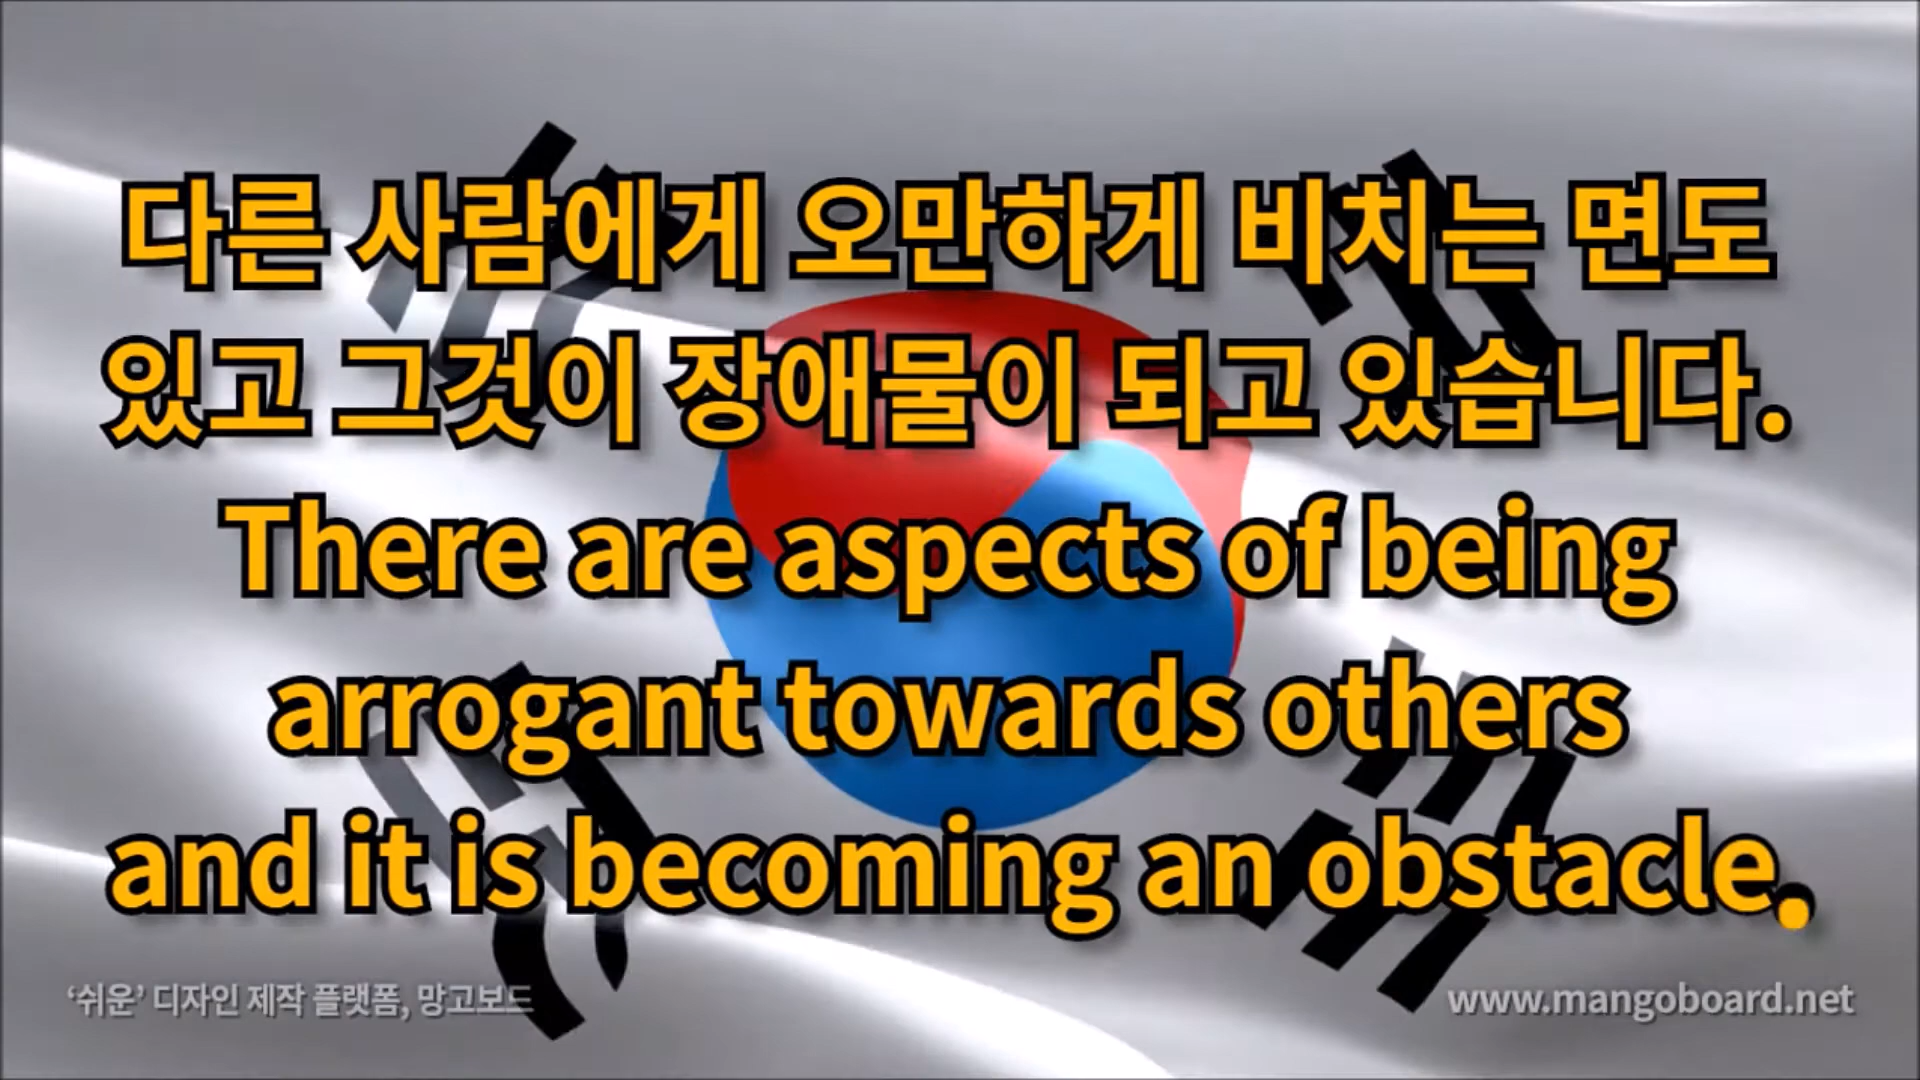 다른 사람에게 오만하게 비치는 면도
있고 그것이 장애물이 되고 있습니다.
There are aspects of being
arrogant towards others
and it is becoming an obstacle.
‘쉬운’ 디자인 제작 플랫폼, 망고보드
www.mangoboard.net